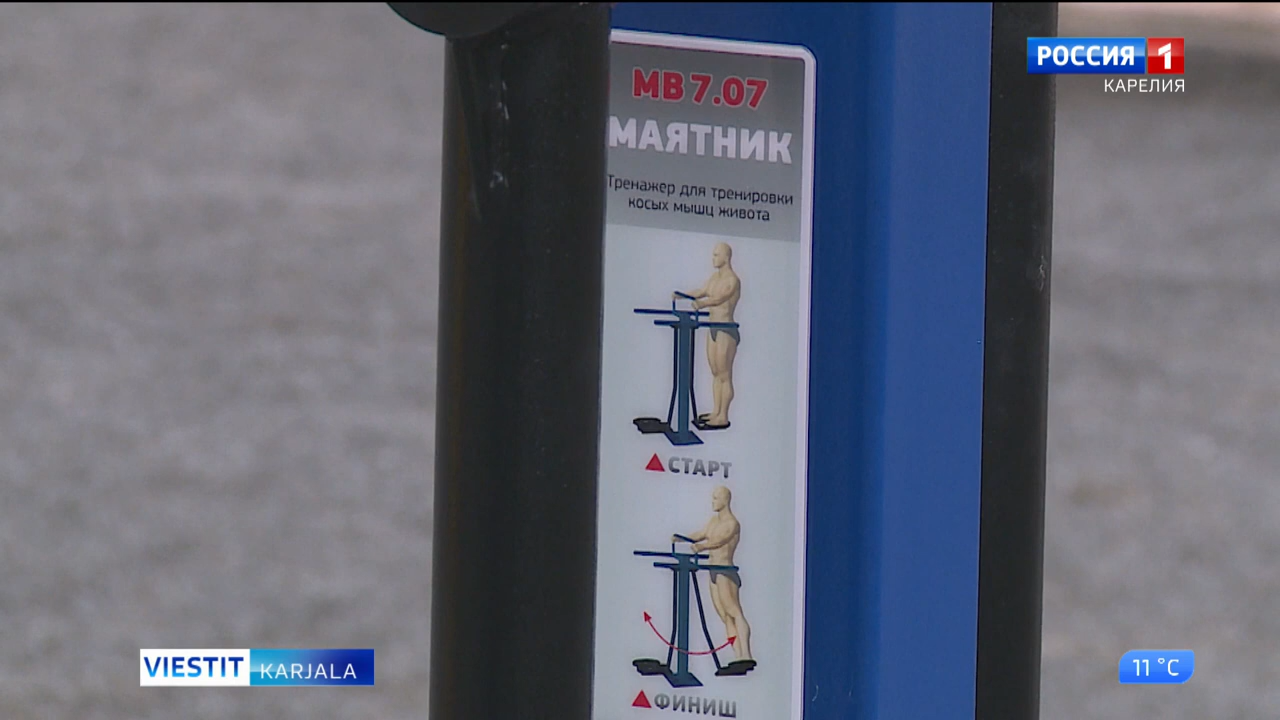 РОССИЯ 1
КАРЕЛИЯ
МВ 7.07
МАЯТНИК
Тренажер для тренировки
косых мышц живота
СТАРТ
ФИНИШ
VIESTIT KARJALA
11 °C